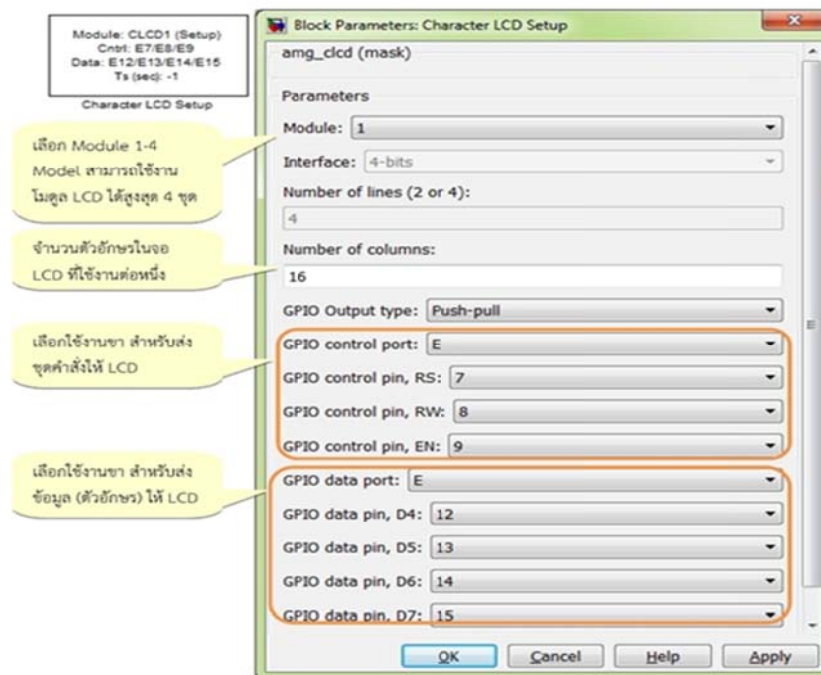 Module: CLCD1 (Setup)
Cntrl: E7/E8/E9
Data: E12/E13/E14/E15
Ts (sec): -1
Character LCD Setup
เลือก Module 1-4
Model สามารถใช้งาน
โมดูล LCD ได้สูงสุด 4 ชุด
จำนวนตัวอักษรในจอ
LCD ที่ใช้งานต่อหนึ่ง
เลือกใช้งานขา สำหรับส่ง
ชุดคำสั่งให้ LCD
เลือกใช้งานขา สำหรับส่ง
ข้อมูล (ตัวอักษร) ให้ LCD
Block Parameters: Character LCD Setup
amg_clcd (mask)
Parameters
Module: 1
Interface: 4-bits
Number of lines (2 or 4):
4
Number of columns:
16
GPIO Output type: Push-pull
GPIO control port: E
GPIO control pin, RS: 7
GPIO control pin, RW: 8
GPIO control pin, EN: 9
GPIO data port: E
GPIO data pin, D4: 12
GPIO data pin, D5: 13
GPIO data pin, D6: 14
GPIO data pin, D7: 15
OK Cancel Help Apply